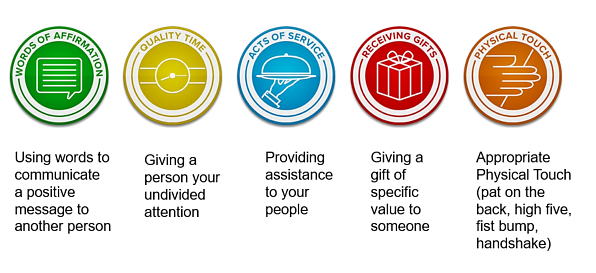 WORDS OF AFFIRMATION
QUALITY TIME
ACTS OF SERVICE
RECEIVING GIFTS
PHYSICAL TOUCH
Using words to
communicate
a positive
message to
another person
Giving a
person your
undivided
attention
Providing
assistance
to your
people
Giving a
gift of
specific
value to
someone
Appropriate
Physical Touch
(pat on the
back, high five,
fist bump,
handshake)